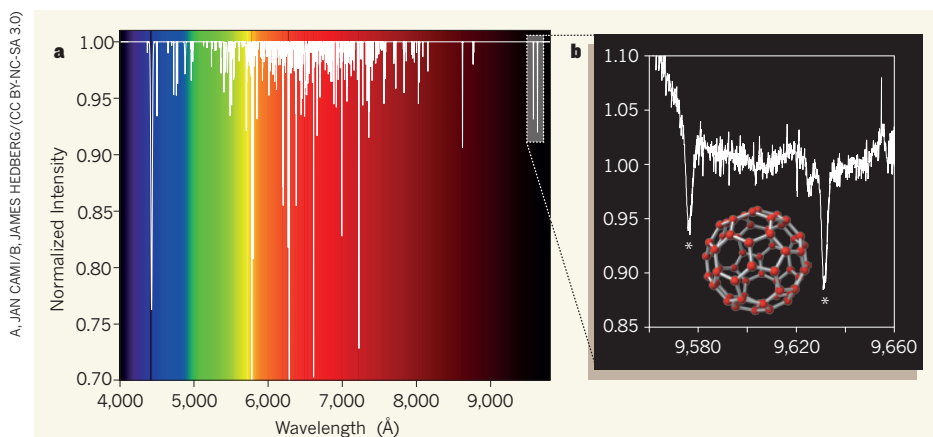 A, JAN CAMI/B, JAMES HEDBERG/(CC BY-NC-SA 3.0)
a
Normalized Intensity
1.00
0.95
0.90
0.85
0.80
0.75
0.70
4,000 5,000 6,000 7,000 8,000 9,000
Wavelength (Å)
b
1.10
1.05
1.00
0.95
0.90
0.85
*
*
9,580 9,620 9,660